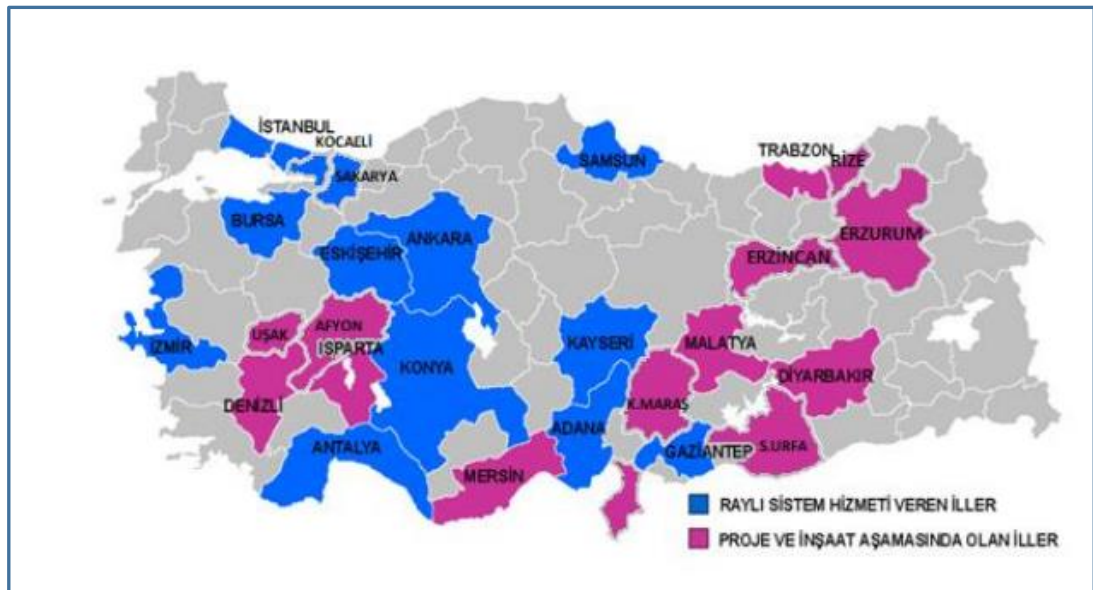 İSTANBUL
KOCAELİ
SAKARYA
SAMSUN
TRABZON
RİZE
BURSA
ANKARA
ESKİŞEHİR
ERZURUM
ERZİNCAN
UŞAK
AFYON
ISPARTA
İZMİR
KONYA
KAYSERİ
MALATYA
DİYARBAKIR
DENİZLİ
K.MARAŞ
ANTALYA
ADANA
GAZİANTEP
S.URFA
MERSİN
RAYLI SİSTEM HİZMETİ VEREN İLLER
PROJE VE İNŞAAT AŞAMASINDA OLAN İLLER